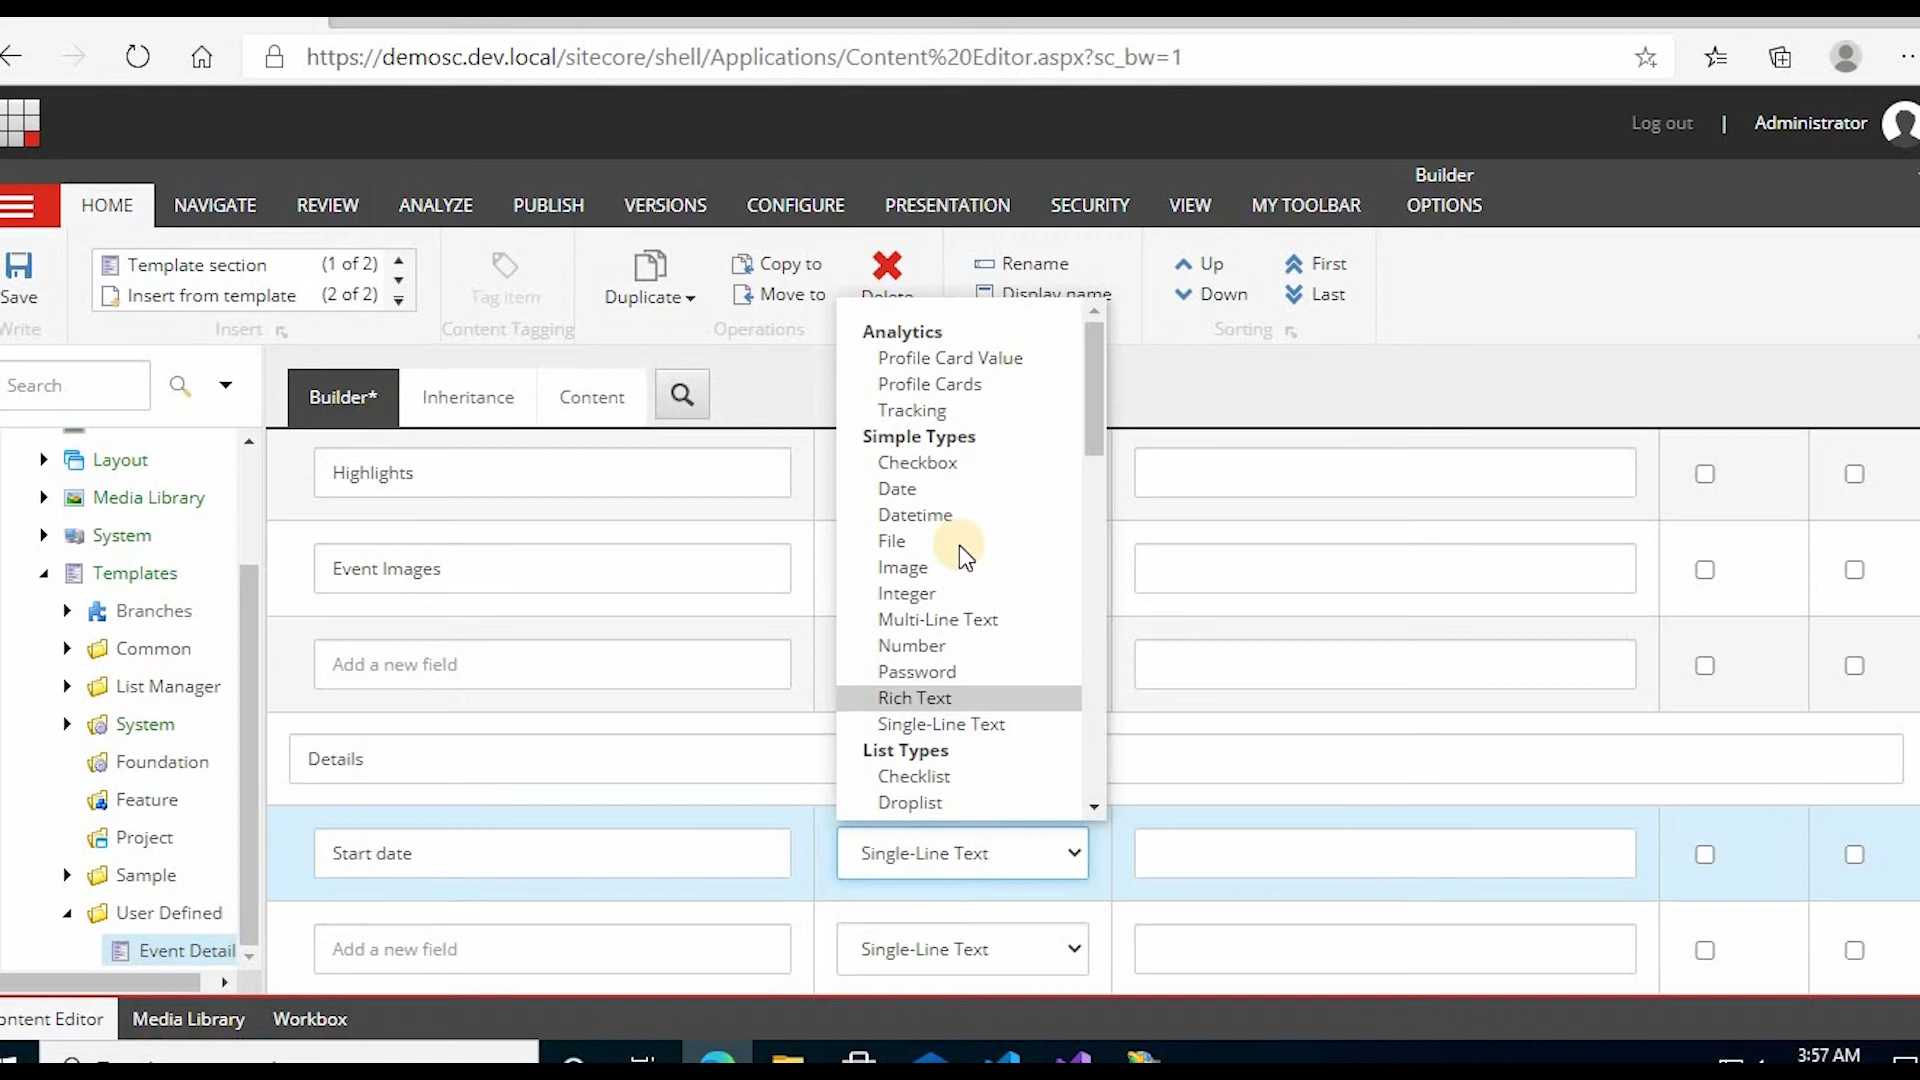 https://demosc.dev.local/sitecore/shell/Applications/Content%20Editor.aspx?sc_bw=1
Log out | Administrator
Builder
HOME NAVIGATE REVIEW ANALYZE PUBLISH VERSIONS CONFIGURE PRESENTATION SECURITY VIEW MY TOOLBAR OPTIONS
Template section (1 of 2)
Insert from template (2 of 2)
Save
Write
Insert
Tag item
Content Tagging
Duplicate
Copy to
Move to
Delete
Operations
Rename
Display name
Up First
Down Last
Sorting
Search
Builder* Inheritance Content
Layout
Media Library
System
Templates
Branches
Common
List Manager
System
Foundation
Feature
Project
Sample
User Defined
Event Detail
Highlights
Event Images
Add a new field
Details
Start date
Single-Line Text
Add a new field
Single-Line Text
Analytics
Profile Card Value
Profile Cards
Tracking
Simple Types
Checkbox
Date
Datetime
File
Image
Integer
Multi-Line Text
Number
Password
Rich Text
Single-Line Text
List Types
Checklist
Droplist
ontent Editor Media Library Workbox
3:57 AM